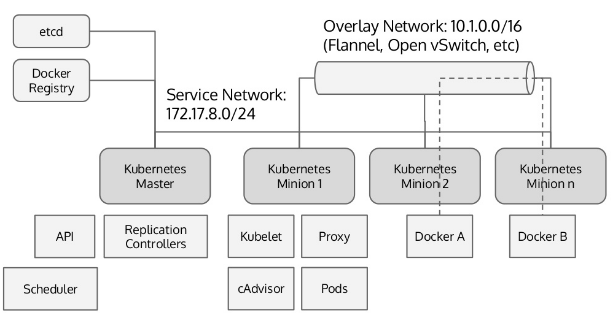 etcd
Overlay Network: 10.1.0.0/16
(Flannel, Open vSwitch, etc)
Docker
Registry
Service Network:
172.17.8.0/24
Kubernetes
Master
Kubernetes
Minion 1
Kubernetes
Minion 2
Kubernetes
Minion n
API
Replication
Controllers
Kubelet
Proxy
Docker A
Docker B
Scheduler
cAdvisor
Pods